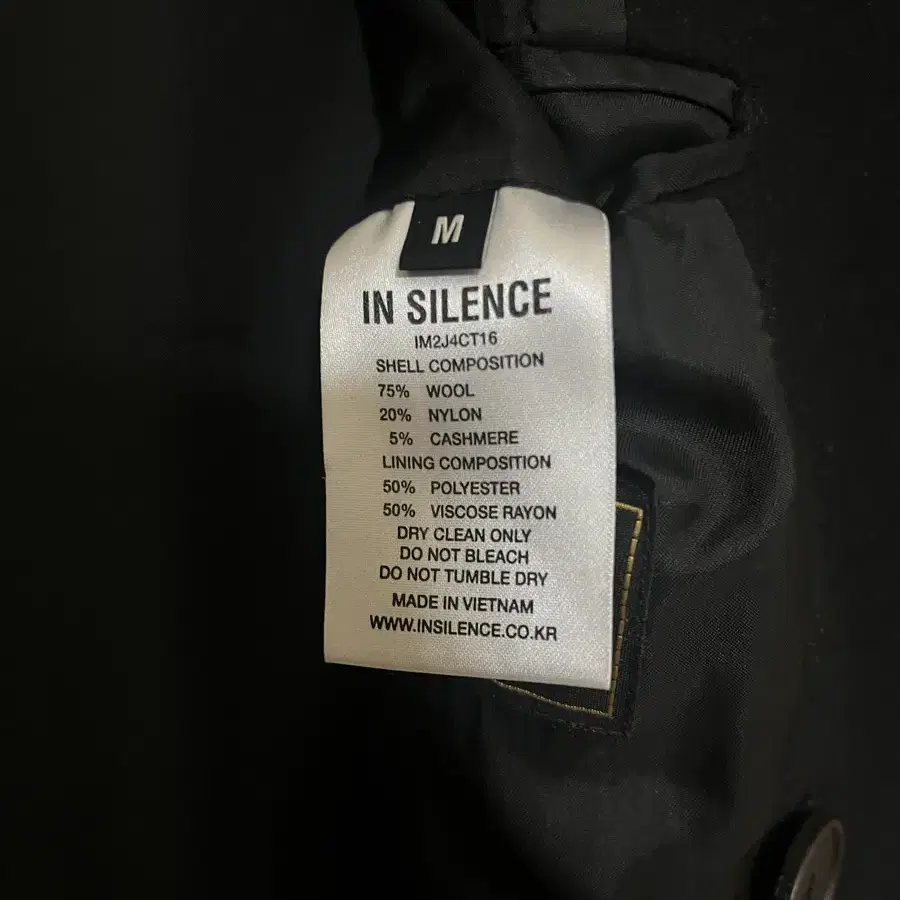 M
IN SILENCE
IM2J4CT16
SHELL COMPOSITION
75% WOOL
20% NYLON
5% CASHMERE
LINING COMPOSITION
50% POLYESTER
50% VISCOSE RAYON
DRY CLEAN ONLY
DO NOT BLEACH
DO NOT TUMBLE DRY
MADE IN VIETNAM
WWW.INSILENCE.CO.KR